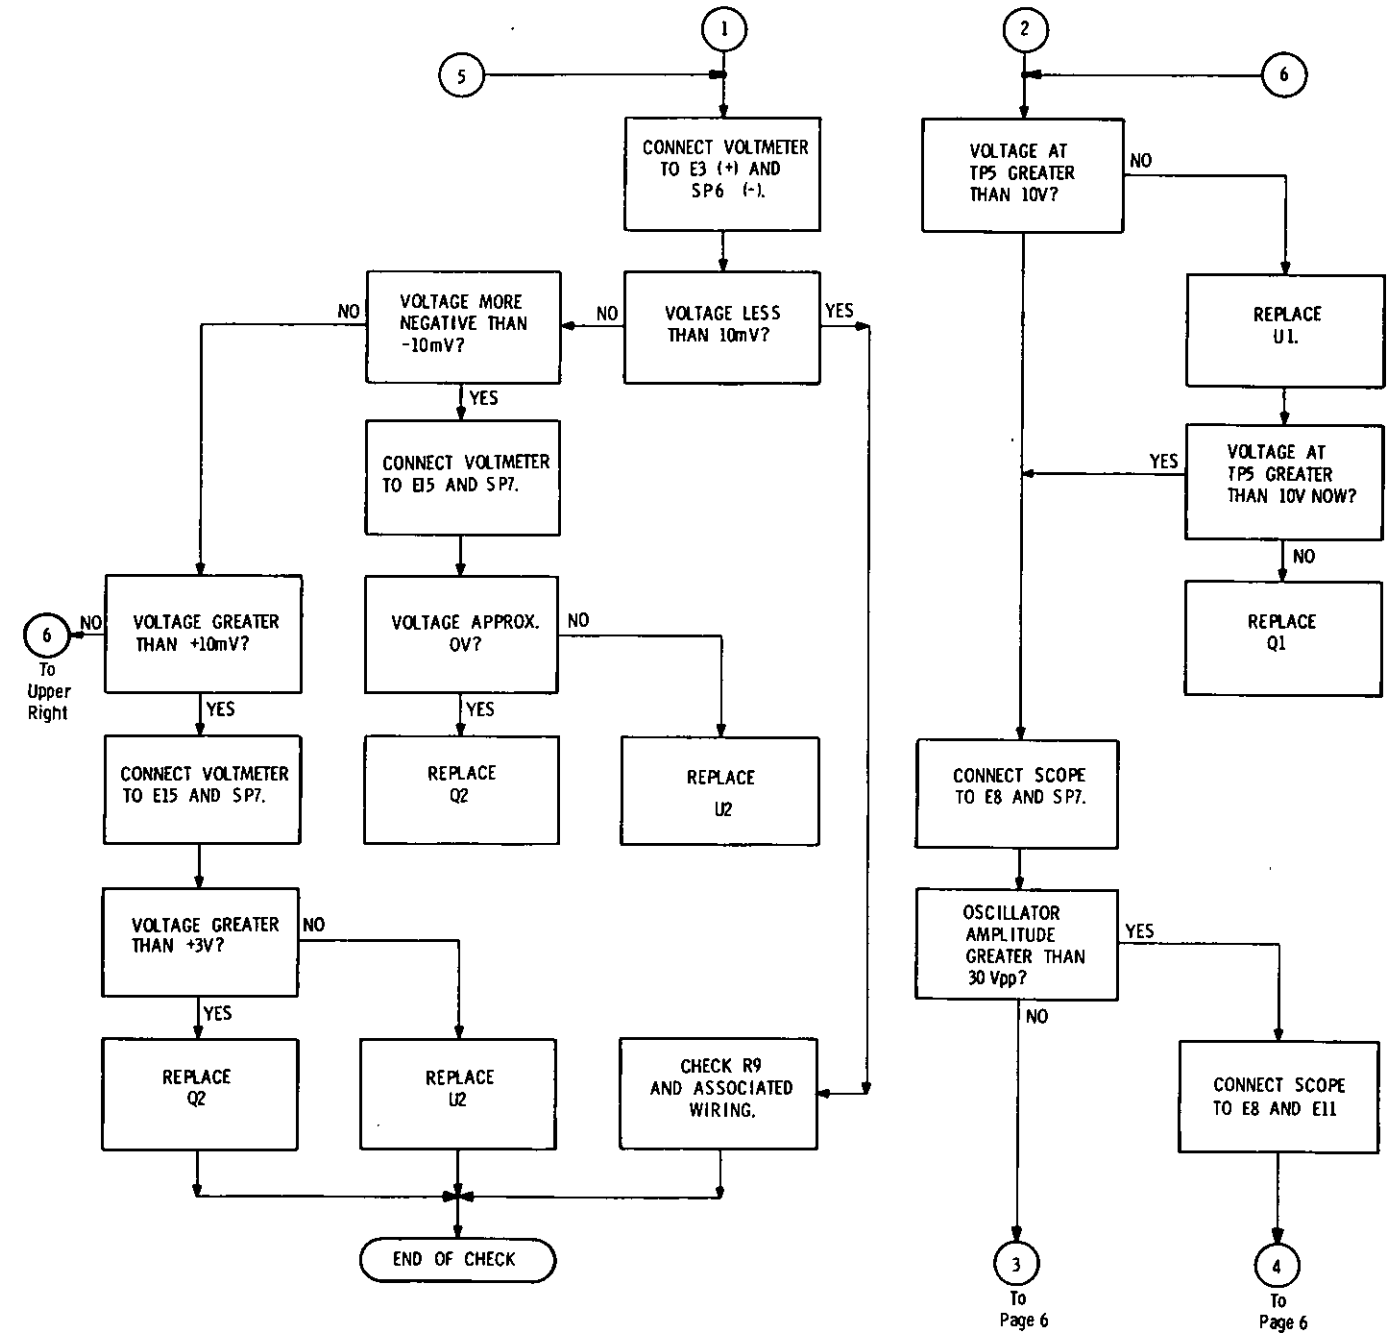 1
5
CONNECT VOLTMETER
TO E3 (+) AND
SP6 (-).
VOLTAGE LESS
THAN 10mV?
NO
YES
VOLTAGE MORE
NEGATIVE THAN
-10mV?
NO
YES
CONNECT VOLTMETER
TO E15 AND SP7.
VOLTAGE APPROX.
0V?
NO
YES
REPLACE
Q2
REPLACE
U2
VOLTAGE GREATER
THAN +10mV?
NO
6
To
Upper
Right
YES
CONNECT VOLTMETER
TO E15 AND SP7.
VOLTAGE GREATER
THAN +3V?
NO
YES
REPLACE
Q2
REPLACE
U2
CHECK R9
AND ASSOCIATED
WIRING.
END OF CHECK
2
6
VOLTAGE AT
TP5 GREATER
THAN 10V?
NO
REPLACE
U1.
VOLTAGE AT
TP5 GREATER
THAN 10V NOW?
YES
NO
REPLACE
Q1
CONNECT SCOPE
TO E8 AND SP7.
OSCILLATOR
AMPLITUDE
GREATER THAN
30 Vpp?
YES
NO
CONNECT SCOPE
TO E8 AND E11
3
To
Page 6
4
To
Page 6